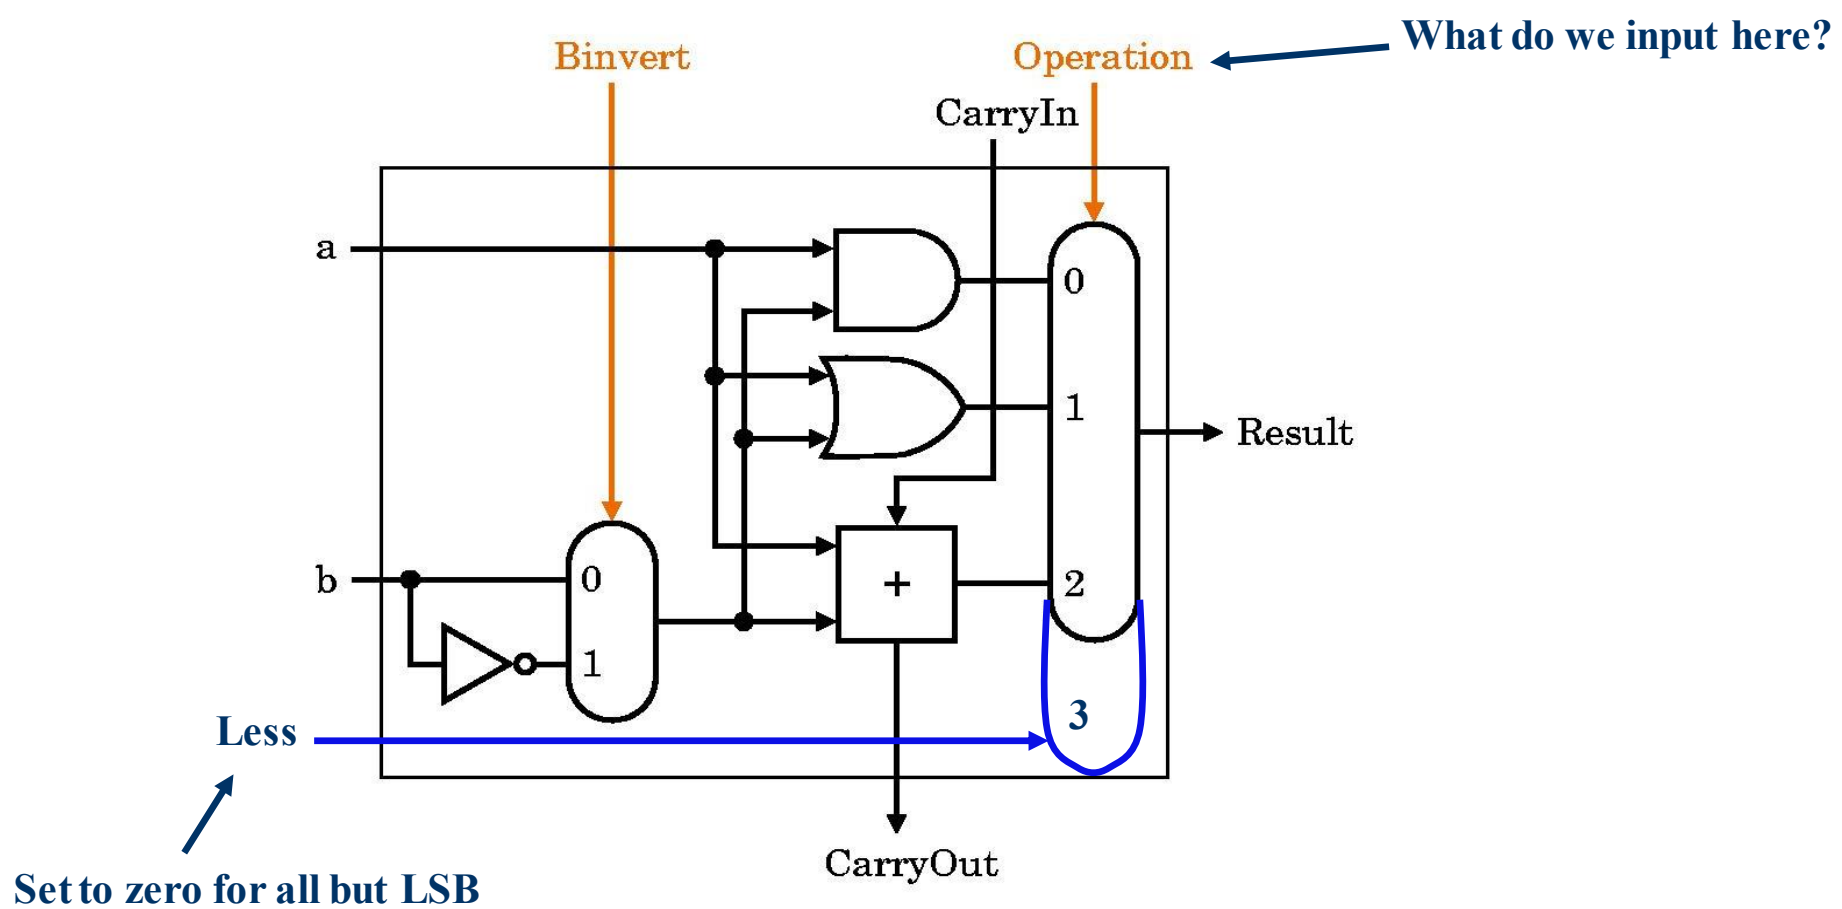 What do we input here?
Binvert
Operation
CarryIn
a
0
1
Result
b
0
+
2
1
3
Less
CarryOut
Set to zero for all but LSB